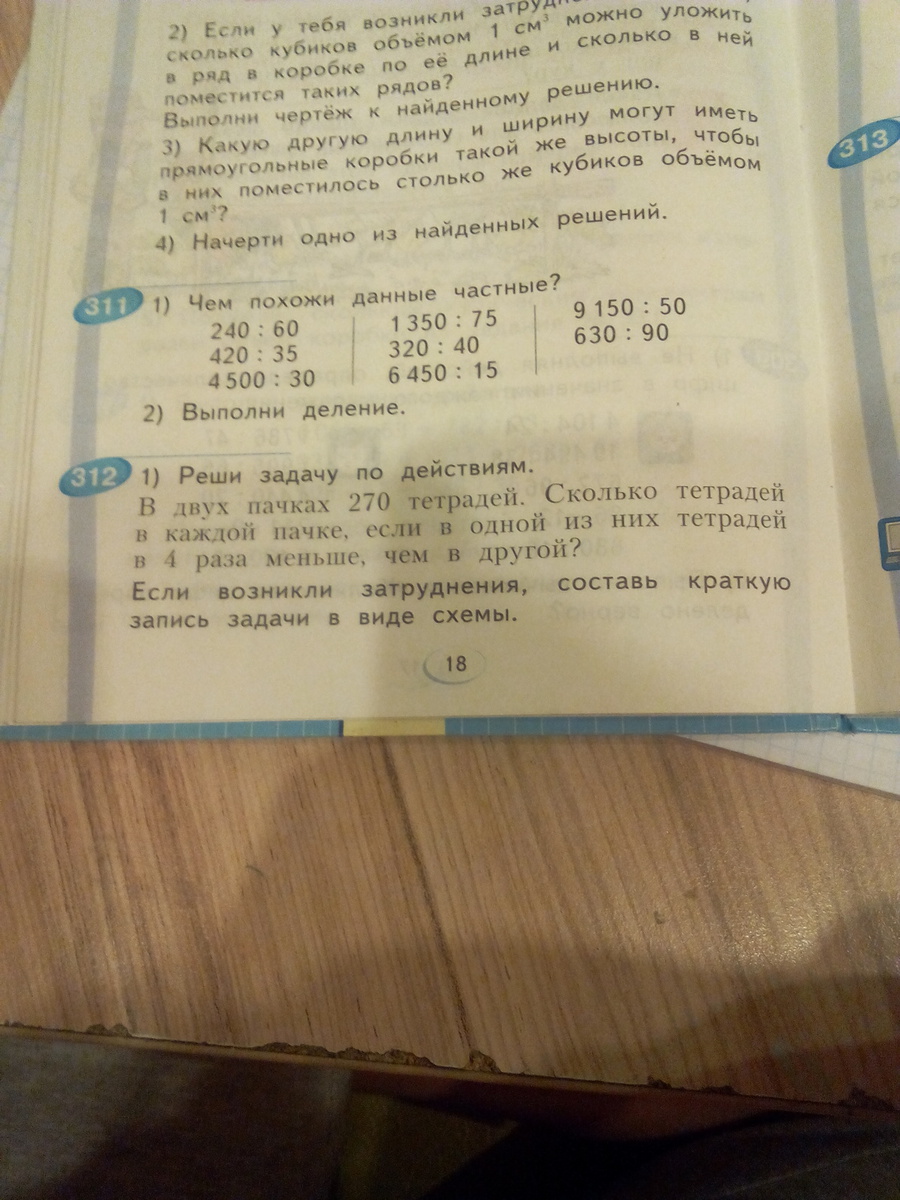 2) Если у тебя возникли
сколько кубиков объёмом 1 см³ можно уложить
в ряд в коробке по её длине и сколько в ней
поместится таких рядов?
Выполни чертёж к найденному решению.
3) Какую другую длину и ширину могут иметь
прямоугольные коробки такой же высоты, чтобы
в них поместилось столько же кубиков объёмом
1 см³?
4) Начерти одно из найденных решений.
311 1) Чем похожи данные частные?
240 : 60 1 350 : 75 9 150 : 50
420 : 35 320 : 40 630 : 90
4 500 : 30 6 450 : 15
2) Выполни деление.
312 1) Реши задачу по действиям.
В двух пачках 270 тетрадей. Сколько тетрадей
в каждой пачке, если в одной из них тетрадей
в 4 раза меньше, чем в другой?
Если возникли затруднения, составь краткую
запись задачи в виде схемы.
18
313